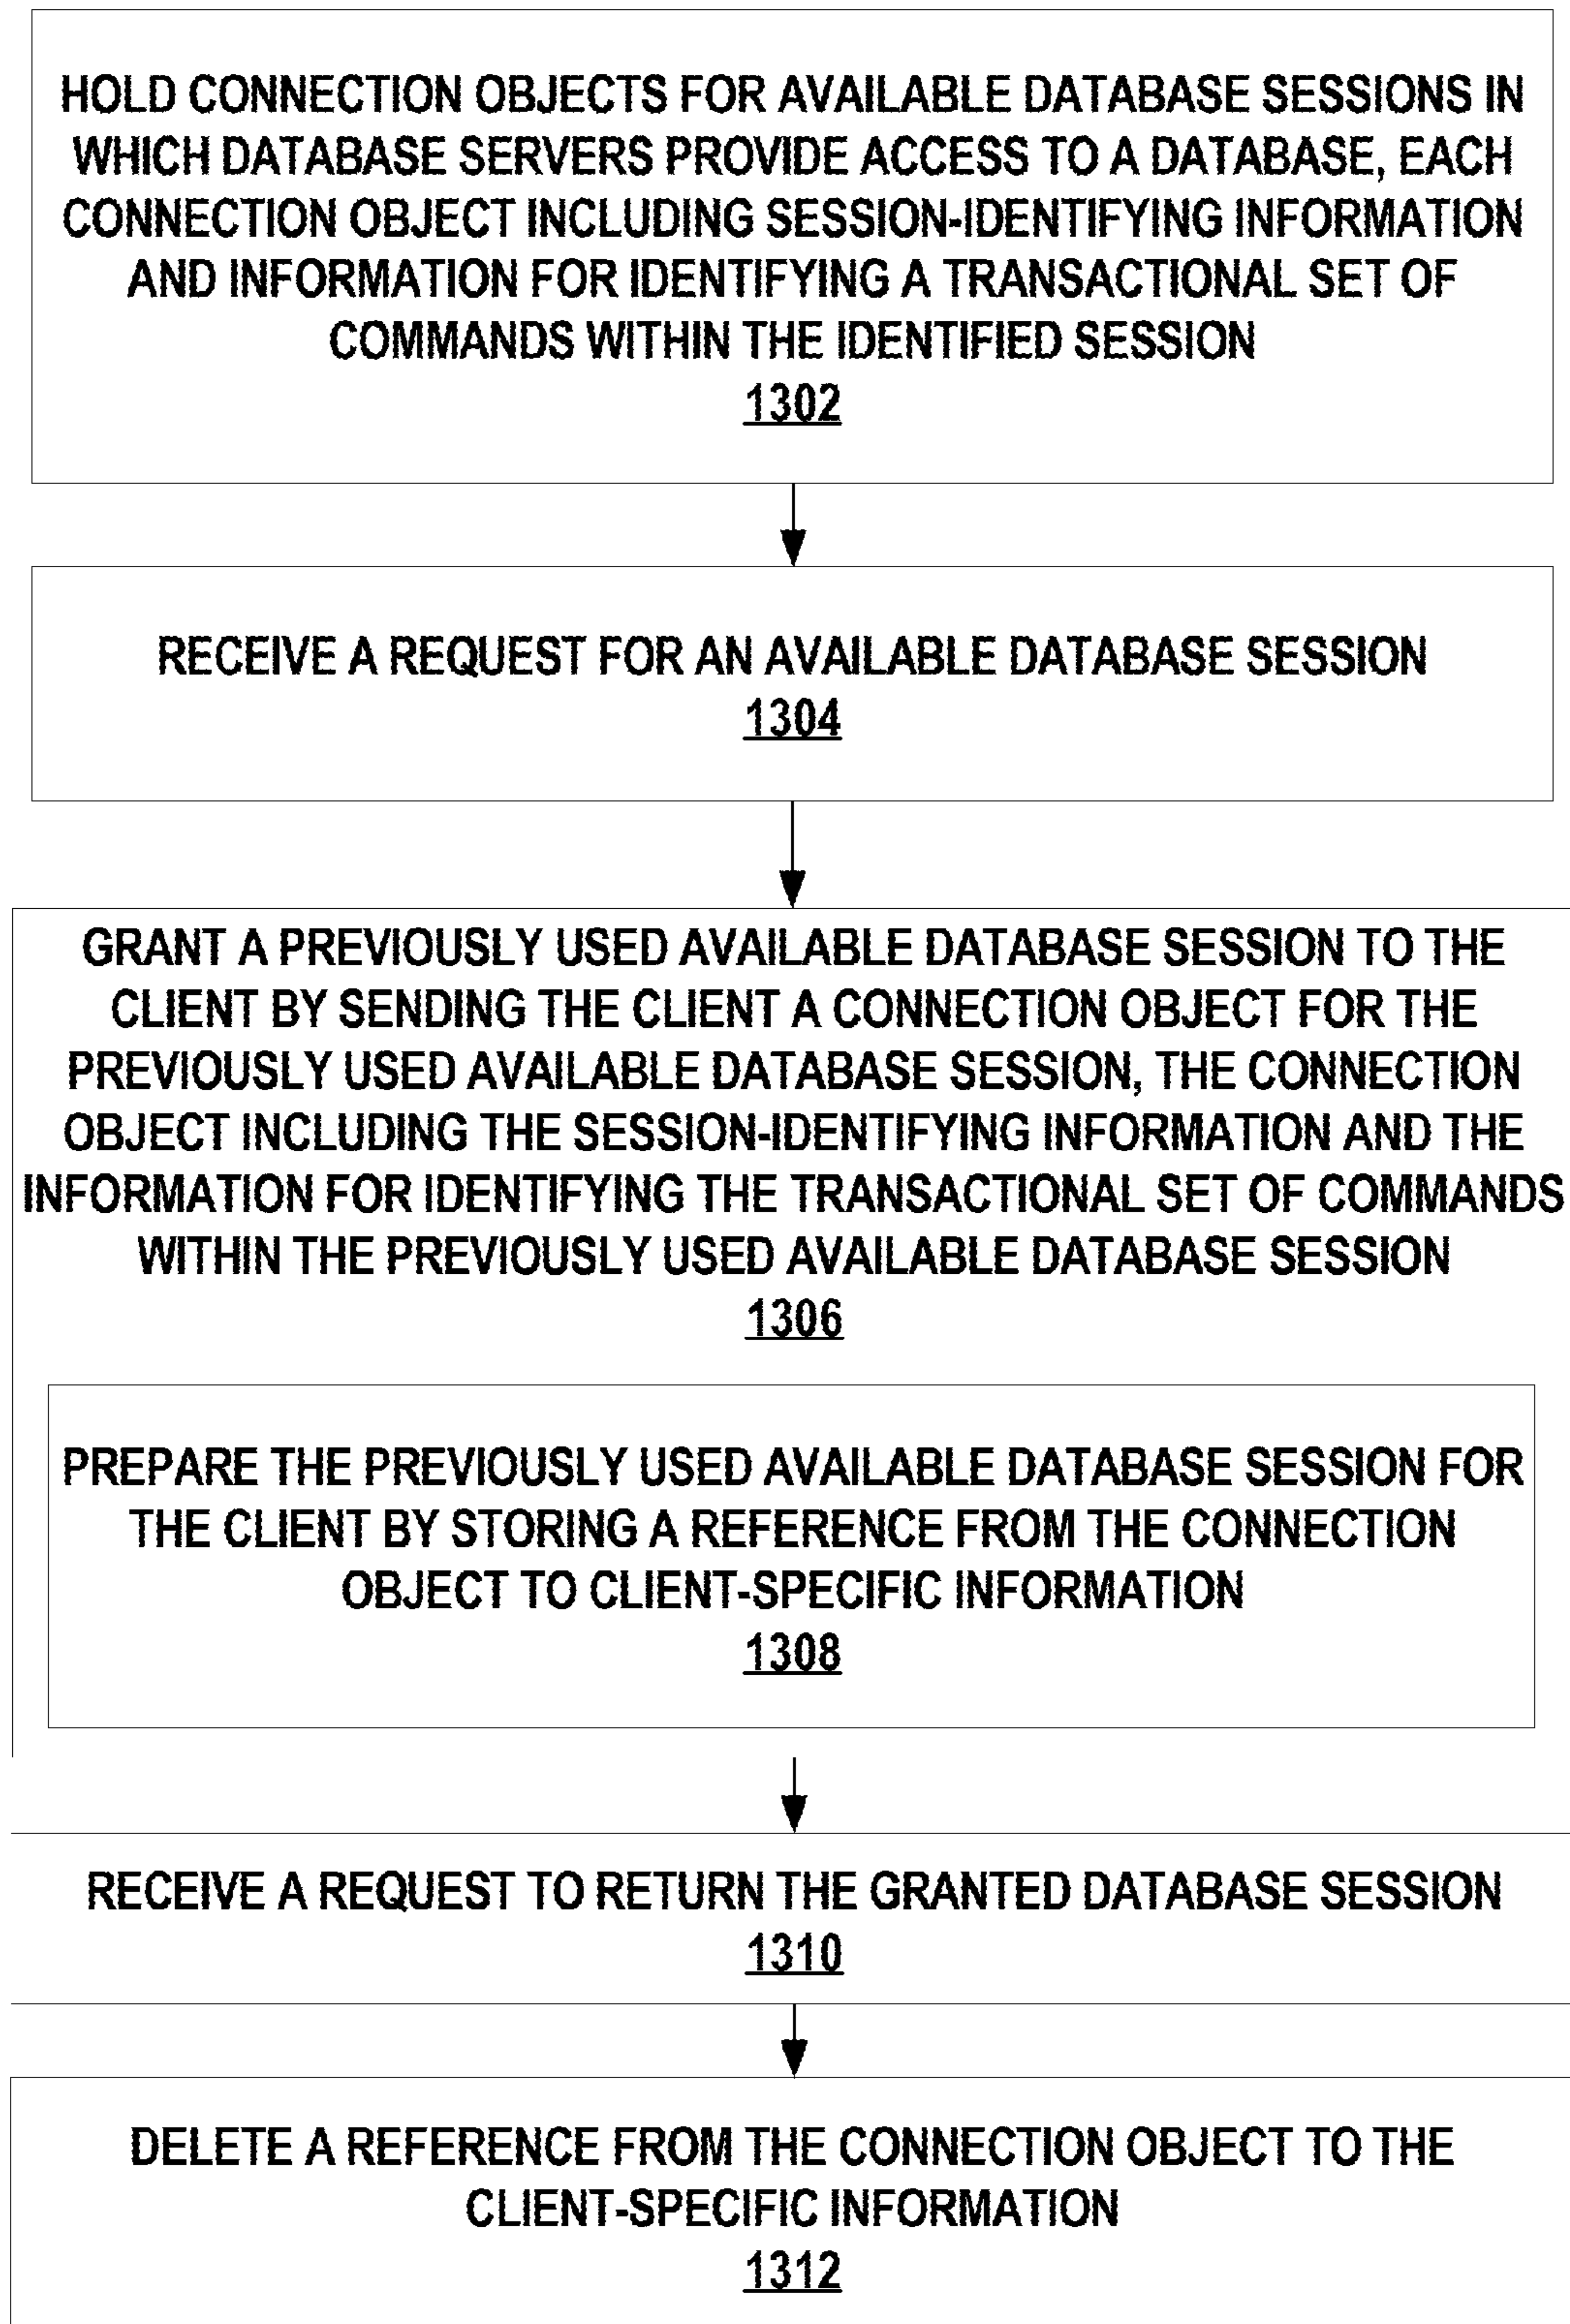 HOLD CONNECTION OBJECTS FOR AVAILABLE DATABASE SESSIONS IN
WHICH DATABASE SERVERS PROVIDE ACCESS TO A DATABASE, EACH
CONNECTION OBJECT INCLUDING SESSION-IDENTIFYING INFORMATION
AND INFORMATION FOR IDENTIFYING A TRANSACTIONAL SET OF
COMMANDS WITHIN THE IDENTIFIED SESSION
1302
RECEIVE A REQUEST FOR AN AVAILABLE DATABASE SESSION
1304
GRANT A PREVIOUSLY USED AVAILABLE DATABASE SESSION TO THE
CLIENT BY SENDING THE CLIENT A CONNECTION OBJECT FOR THE
PREVIOUSLY USED AVAILABLE DATABASE SESSION, THE CONNECTION
OBJECT INCLUDING THE SESSION-IDENTIFYING INFORMATION AND THE
INFORMATION FOR IDENTIFYING THE TRANSACTIONAL SET OF COMMANDS
WITHIN THE PREVIOUSLY USED AVAILABLE DATABASE SESSION
1306
PREPARE THE PREVIOUSLY USED AVAILABLE DATABASE SESSION FOR
THE CLIENT BY STORING A REFERENCE FROM THE CONNECTION
OBJECT TO CLIENT-SPECIFIC INFORMATION
1308
RECEIVE A REQUEST TO RETURN THE GRANTED DATABASE SESSION
1310
DELETE A REFERENCE FROM THE CONNECTION OBJECT TO THE
CLIENT-SPECIFIC INFORMATION
1312